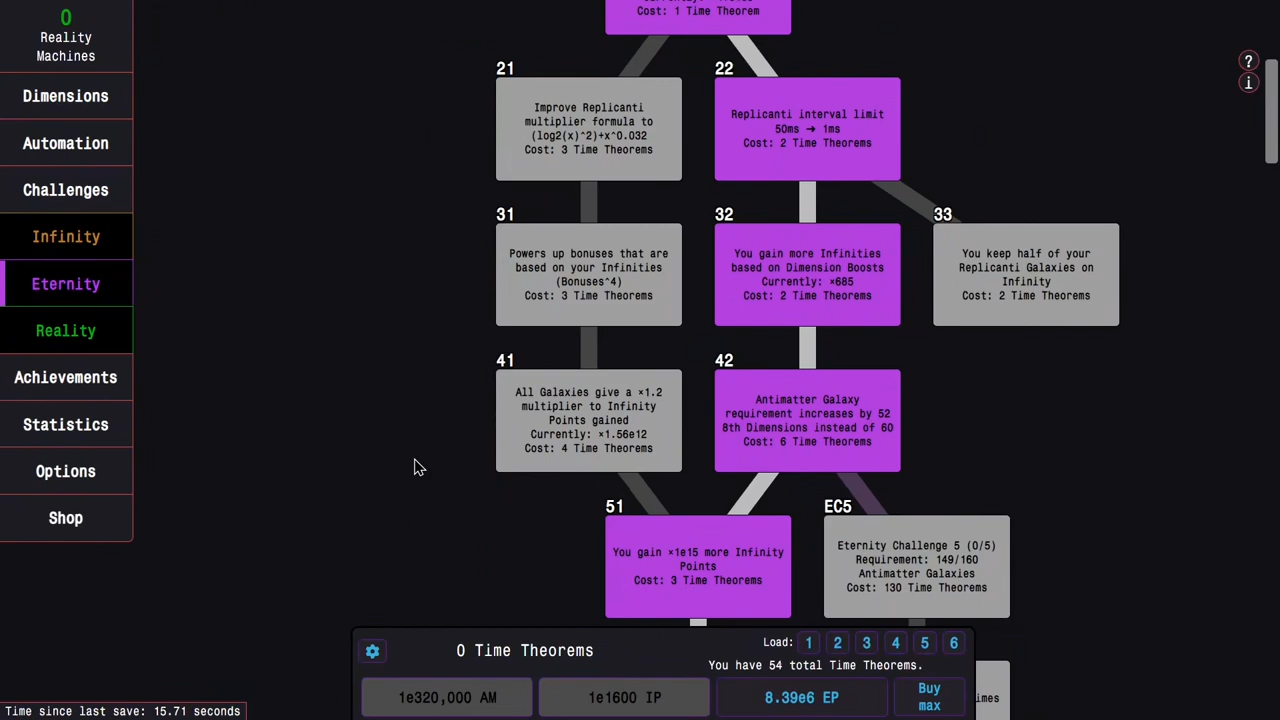 0
Reality
Machines
Dimensions
Automation
Challenges
Infinity
Eternity
Reality
Achievements
Statistics
Options
Shop
Time since last save: 15.71 seconds
Cost: 1 Time Theorem
21
Improve Replicanti
multiplier formula to
(log2(x)^2)+x^0.032
Cost: 3 Time Theorems
22
Replicanti interval limit
50ms → 1ms
Cost: 2 Time Theorems
31
Powers up bonuses that are
based on your Infinities
(Bonuses^4)
Cost: 3 Time Theorems
32
You gain more Infinities
based on Dimension Boosts
Currently: ×685
Cost: 2 Time Theorems
33
You keep half of your
Replicanti Galaxies on
Infinity
Cost: 2 Time Theorems
41
All Galaxies give a ×1.2
multiplier to Infinity
Points gained
Currently: ×1.56e12
Cost: 4 Time Theorems
42
Antimatter Galaxy
requirement increases by 52
8th Dimensions instead of 60
Cost: 6 Time Theorems
51
You gain ×1e15 more Infinity
Points
Cost: 3 Time Theorems
EC5
Eternity Challenge 5 (0/5)
Requirement: 149/160
Antimatter Galaxies
Cost: 130 Time Theorems
?
i
0 Time Theorems
Load: 1 2 3 4 5 6
You have 54 total Time Theorems.
1e320,000 AM
1e1600 IP
8.39e6 EP
Buy
max
imes